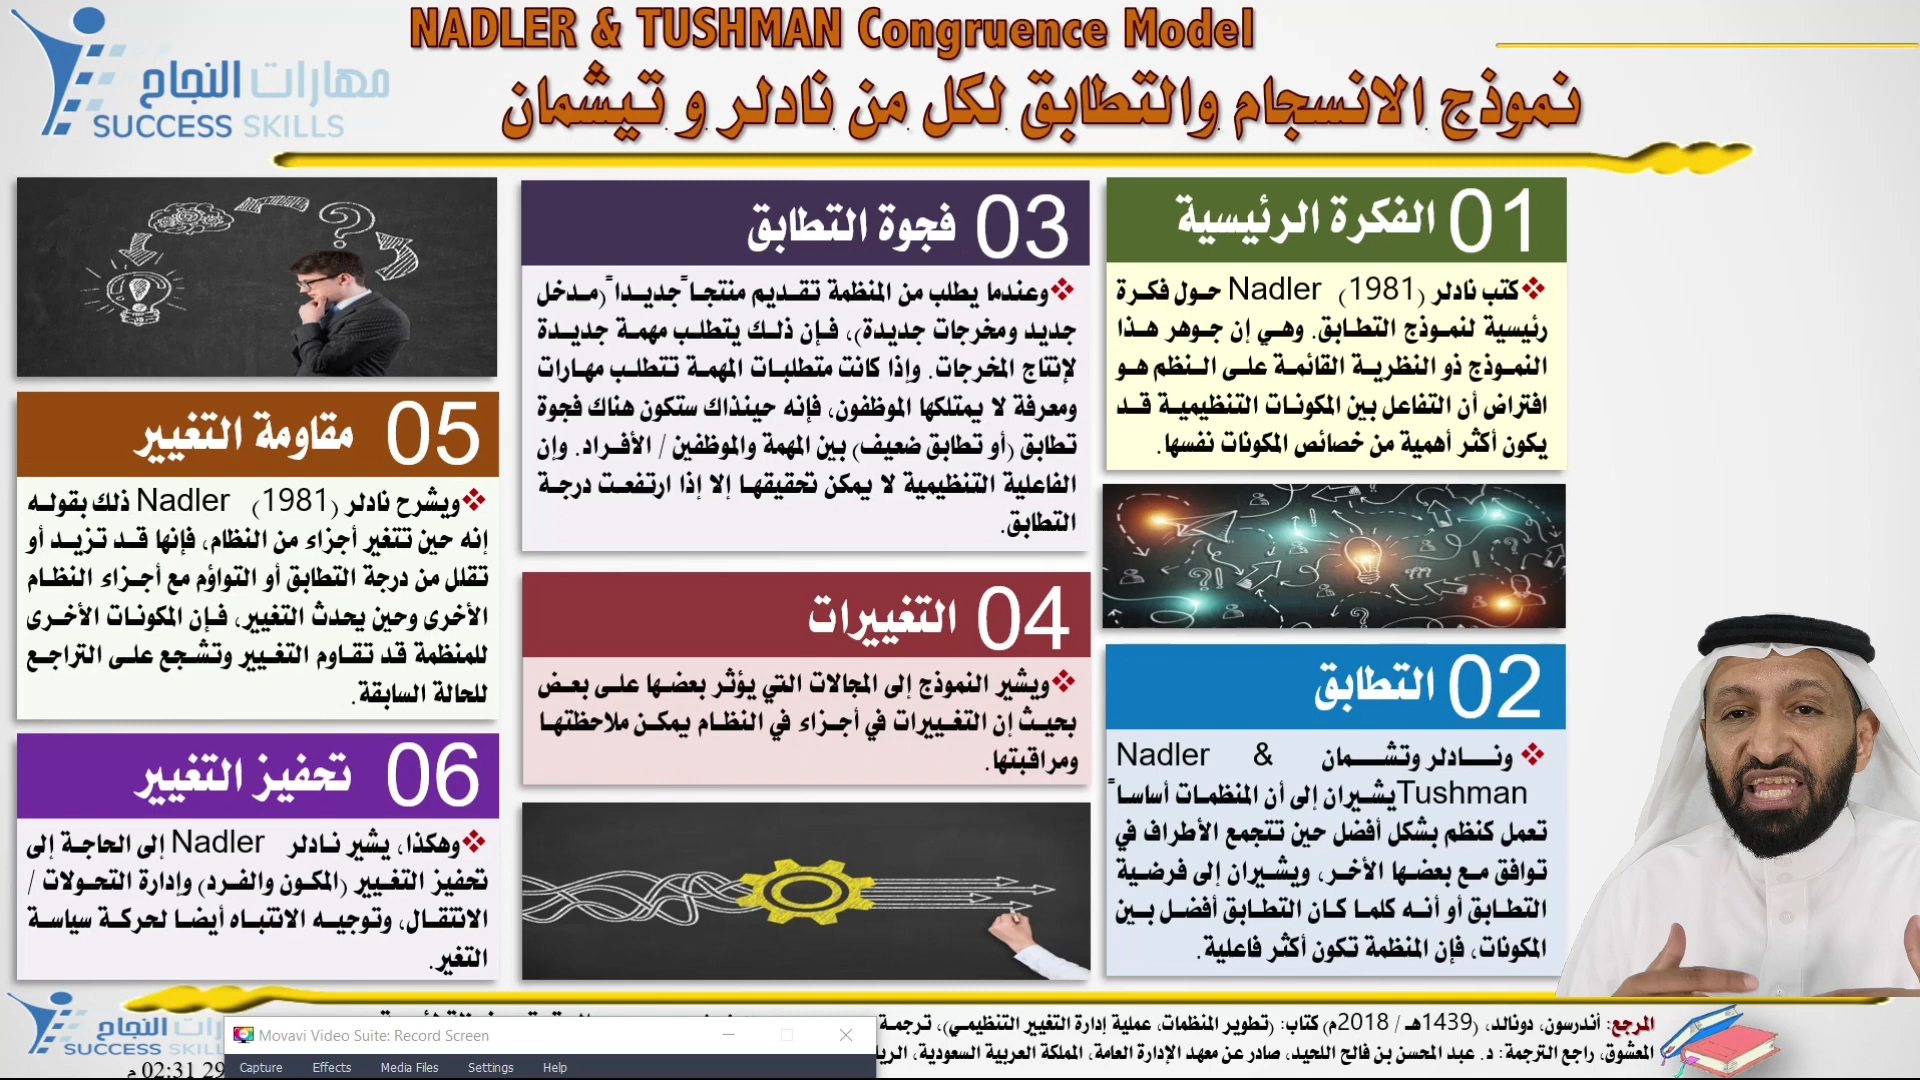 NADLER & TUSHMAN Congruence Model
نموذج الانسجام والتطابق لكل من نادلر و تيشمان
مهارات النجاح
SUCCESS SKILLS
01 الفكرة الرئيسية
كتب نادلر (1981) Nadler حول فكرة
رئيسية لنموذج التطابق. وهي إن جوهر هذا
النموذج ذو النظرية القائمة على النظم هو
افتراض أن التفاعل بين المكونات التنظيمية قد
يكون أكثر أهمية من خصائص المكونات نفسها.
02 التطابق
ونادلر وتشمان Nadler &
Tushman يشيران إلى أن المنظمات أساساً
تعمل كنظم بشكل أفضل حين تتجمع الأطراف في
توافق مع بعضها الأخر، ويشيران إلى فرضية
التطابق أو أنه كلما كان التطابق أفضل بين
المكونات، فإن المنظمة تكون أكثر فاعلية.
03 فجوة التطابق
وعندما يطلب من المنظمة تقديم منتجاً جديداً (مدخل
جديد ومخرجات جديدة)، فإن ذلك يتطلب مهمة جديدة
لإنتاج المخرجات. وإذا كانت متطلبات المهمة تتطلب مهارات
ومعرفة لا يمتلكها الموظفون، فإنه حينذاك ستكون هناك فجوة
تطابق (أو تطابق ضعيف) بين المهمة والموظفين / الأفراد. وإن
الفاعلية التنظيمية لا يمكن تحقيقها إلا إذا ارتفعت درجة
التطابق.
04 التغييرات
ويشير النموذج إلى المجالات التي يؤثر بعضها على بعض
بحيث إن التغييرات في أجزاء في النظام يمكن ملاحظتها
ومراقبتها.
05 مقاومة التغيير
ويشرح نادلر (1981) Nadler ذلك بقوله
إنه حين تتغير أجزاء من النظام، فإنها قد تزيد أو
تقلل من درجة التطابق أو التواؤم مع أجزاء النظام
الأخرى وحين يحدث التغيير، فإن المكونات الأخرى
للمنظمة قد تقاوم التغيير وتشجع على التراجع
للحالة السابقة.
06 تحفيز التغيير
وهكذا، يشير نادلر Nadler إلى الحاجة إلى
تحفيز التغيير (المكون والفرد) وإدارة التحولات /
الانتقال، وتوجيه الانتباه أيضا لحركة سياسة
التغير.
المرجع: أندرسون، دونالد، (1439هـ / 2018م) كتاب: (تطوير المنظمات، عملية إدارة التغيير التنظيمي)، ترجمة
المعشوق، راجع الترجمة: د. عبد المحسن بن فالح اللحيد، صادر عن معهد الإدارة العامة، المملكة العربية السعودية،
النجاح
SUCCESS
02:31 29 م
Movavi Video Suite: Record Screen
Capture Effects Media Files Settings Help